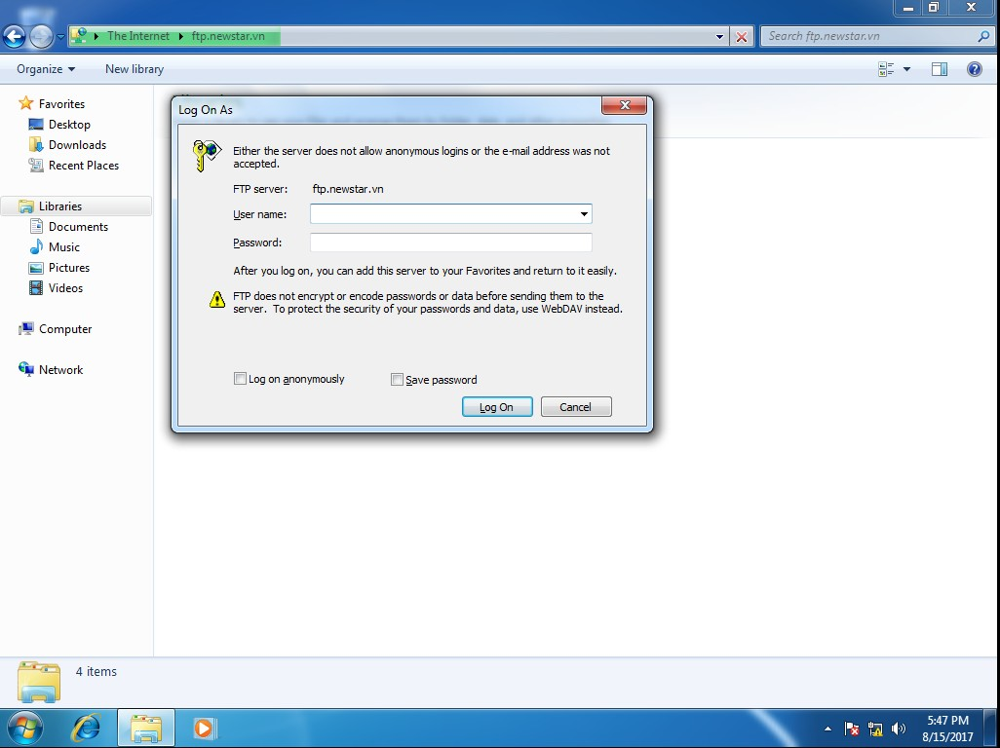 The Internet ftp.newstar.vn
Search ftp.newstar.vn
Organize New library
Favorites
Desktop
Downloads
Recent Places
Libraries
Documents
Music
Pictures
Videos
Computer
Network
Log On As
Either the server does not allow anonymous logins or the e-mail address was not
accepted.
FTP server: ftp.newstar.vn
User name:
Password:
After you log on, you can add this server to your Favorites and return to it easily.
FTP does not encrypt or encode passwords or data before sending them to the
server. To protect the security of your passwords and data, use WebDAV instead.
Log on anonymously Save password
Log On Cancel
4 items
5:47 PM
8/15/2017